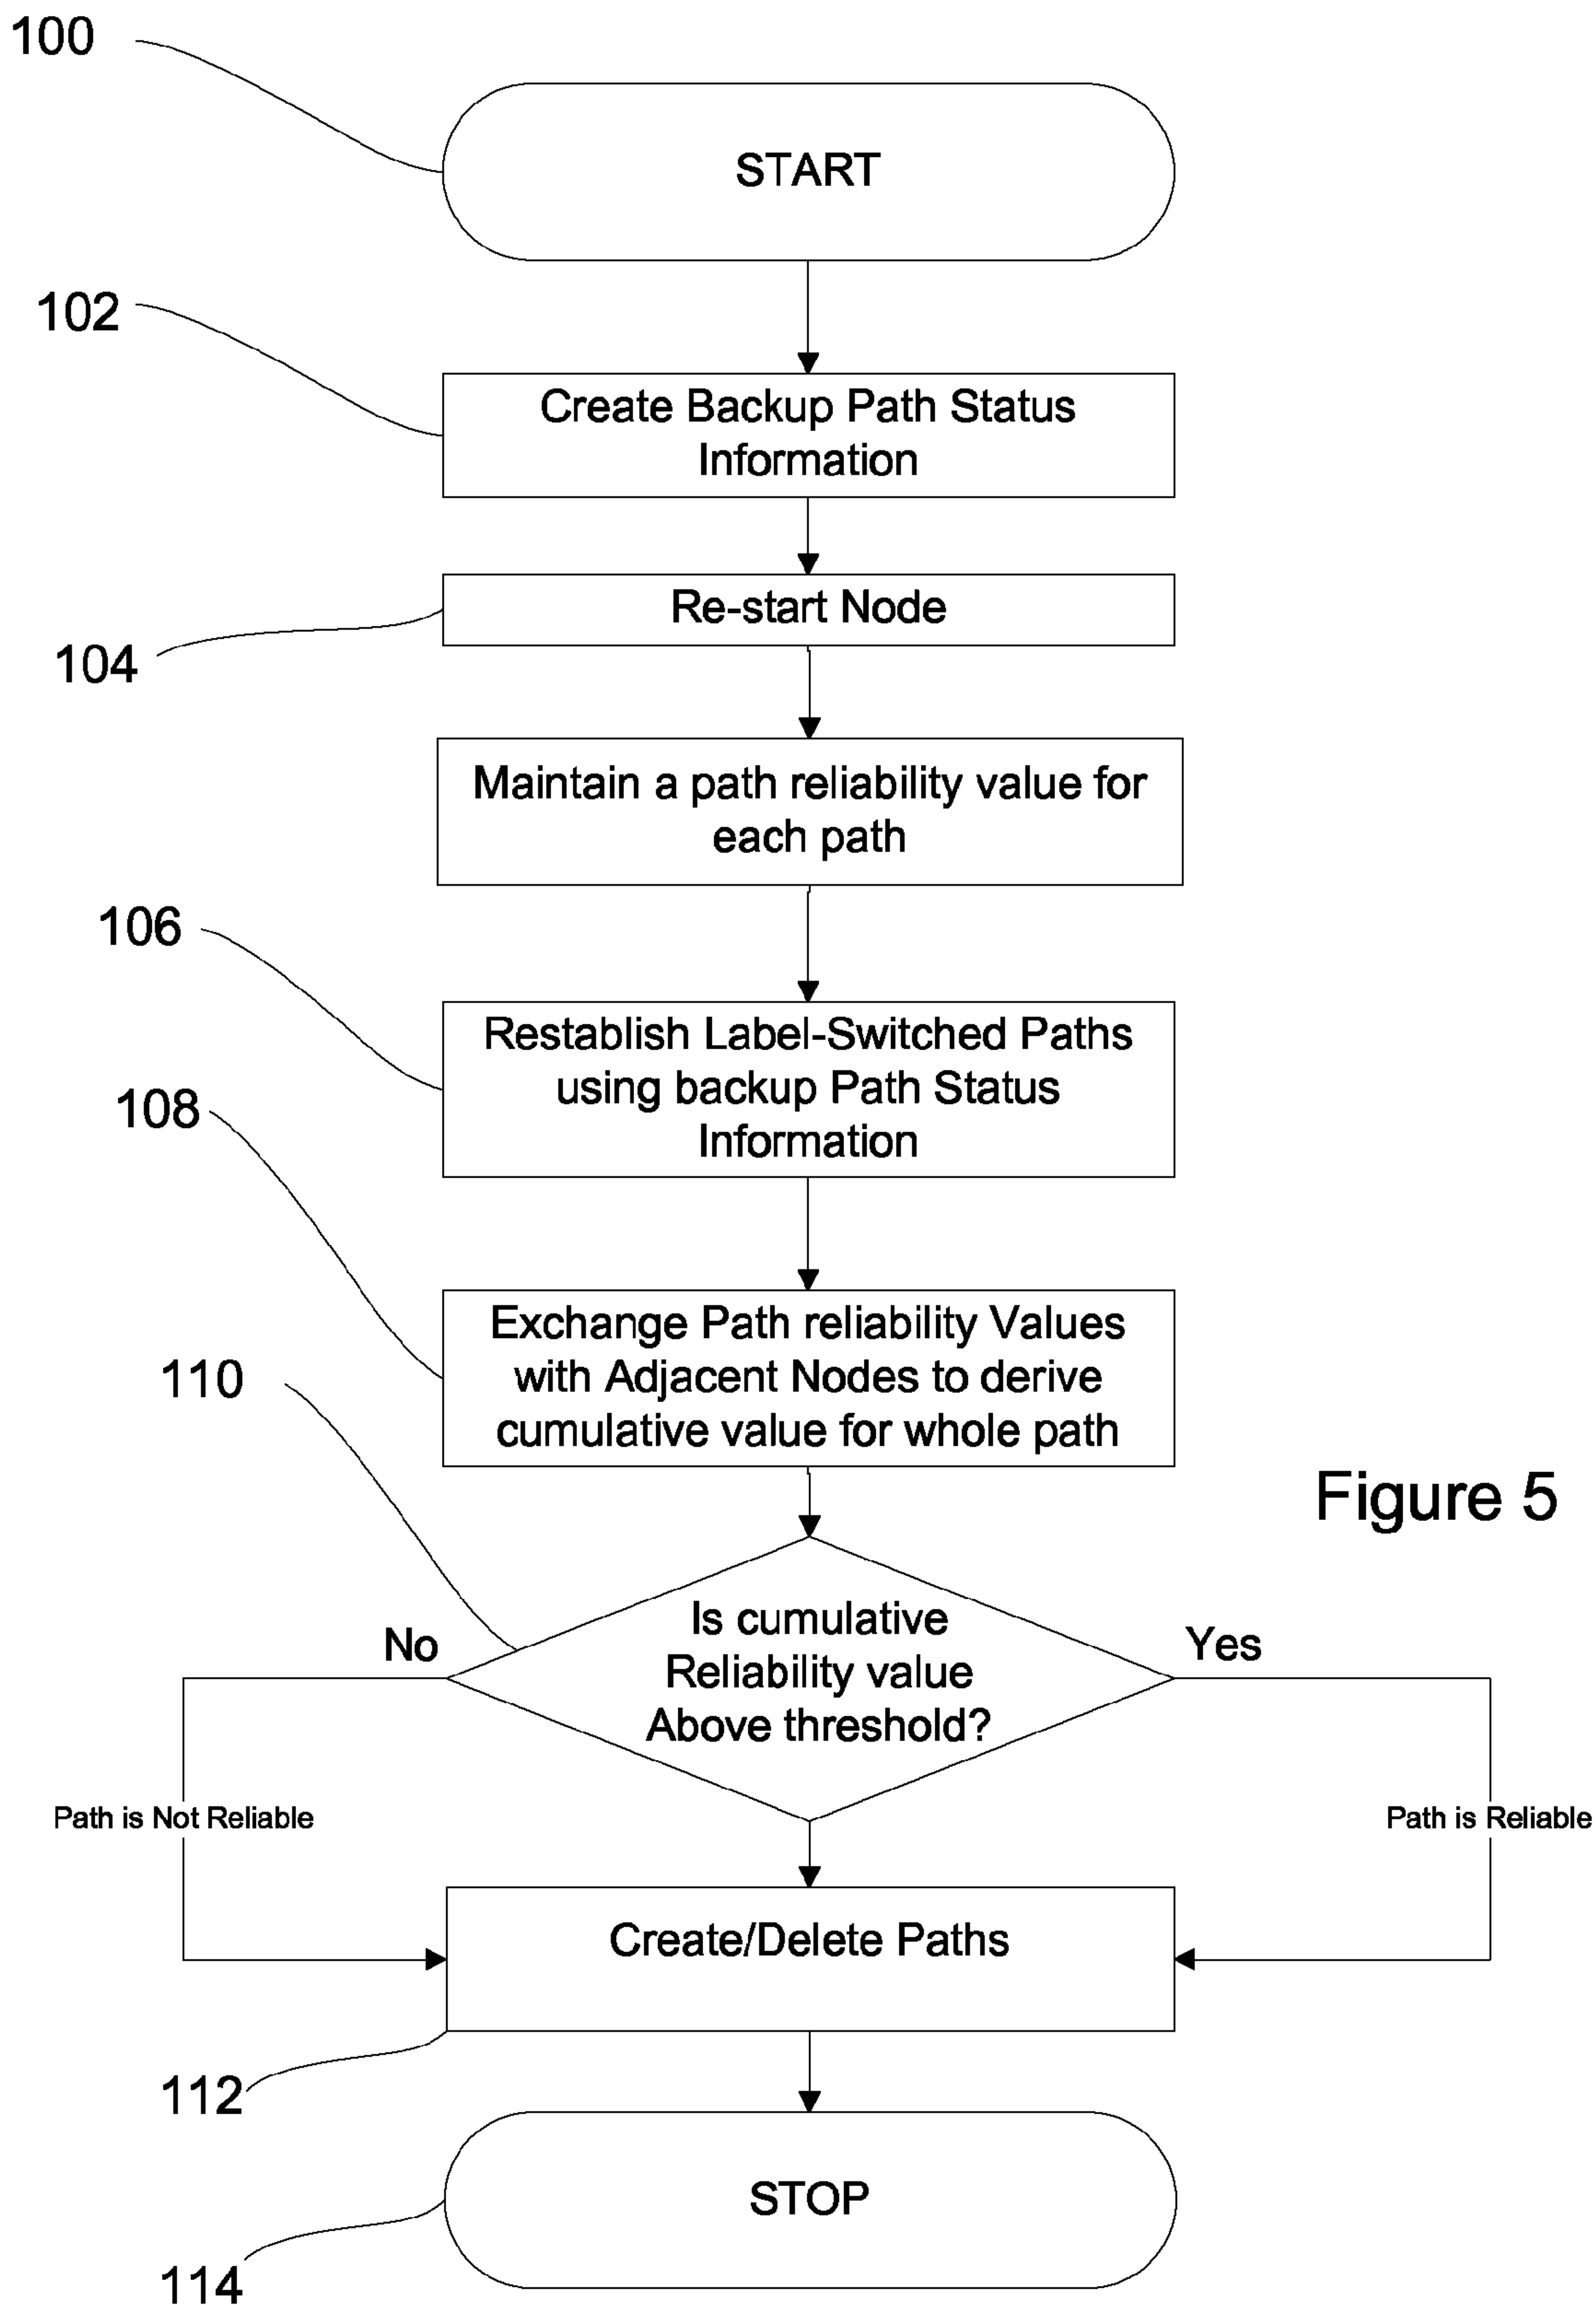 100
START
102
Create Backup Path Status
Information
Re-start Node
104
Maintain a path reliability value for
each path
106
Restablish Label-Switched Paths
using backup Path Status
Information
108
Exchange Path reliability Values
with Adjacent Nodes to derive
cumulative value for whole path
110
Figure 5
Is cumulative
Reliability value
Above threshold?
No
Yes
Path is Not Reliable
Path is Reliable
Create/Delete Paths
112
STOP
114